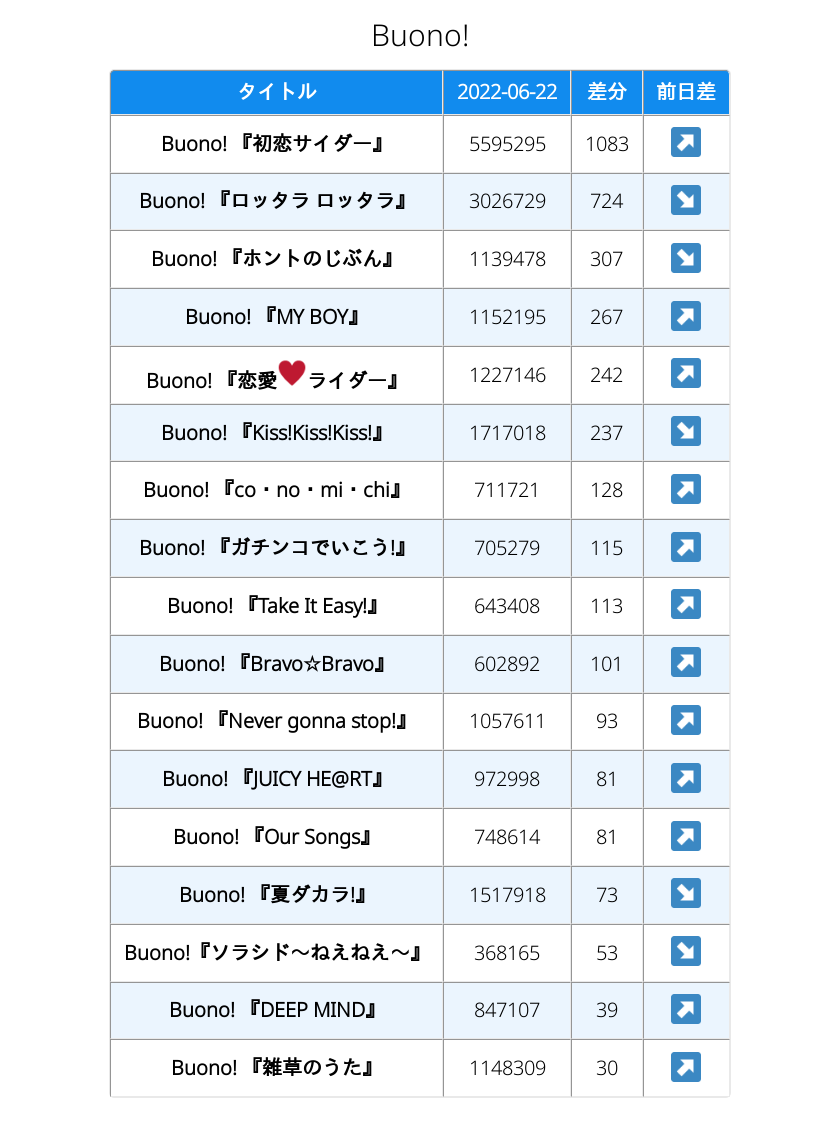 Buono!
タイトル 2022-06-22 差分 前日差
Buono! 『初恋サイダー』 5595295 1083 ↗
Buono! 『ロッタラ ロッタラ』 3026729 724 ↘
Buono! 『ホントのじぶん』 1139478 307 ↘
Buono! 『MY BOY』 1152195 267 ↗
Buono! 『恋愛♥ライダー』 1227146 242 ↗
Buono! 『Kiss!Kiss!Kiss!』 1717018 237 ↘
Buono! 『co・no・mi・chi』 711721 128 ↗
Buono! 『ガチンコでいこう!』 705279 115 ↗
Buono! 『Take It Easy!』 643408 113 ↗
Buono! 『Bravo☆Bravo』 602892 101 ↗
Buono! 『Never gonna stop!』 1057611 93 ↗
Buono! 『JUICY HE@RT』 972998 81 ↗
Buono! 『Our Songs』 748614 81 ↗
Buono! 『夏ダカラ!』 1517918 73 ↘
Buono!『ソラシド〜ねえねえ〜』 368165 53 ↘
Buono! 『DEEP MIND』 847107 39 ↗
Buono! 『雑草のうた』 1148309 30 ↗